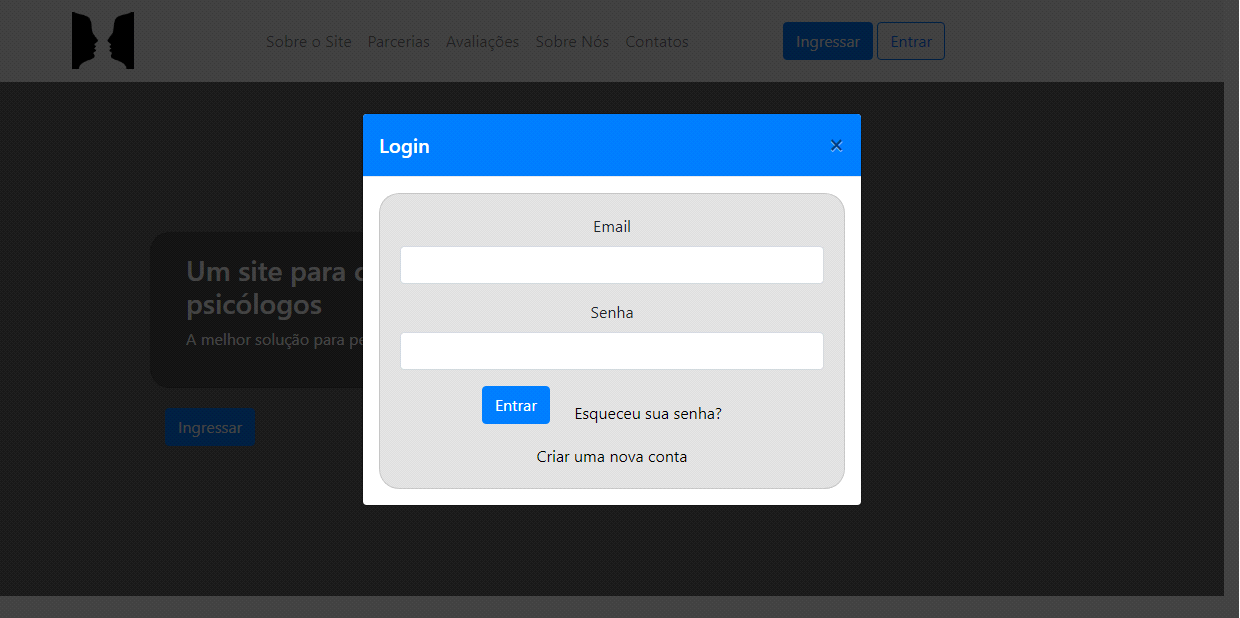 Sobre o Site Parcerias Avaliações Sobre Nós Contatos Ingressar Entrar
Login ×
Email
Um site para
psicólogos
Senha
A melhor solução para
Entrar Esqueceu sua senha?
Ingressar
Criar uma nova conta